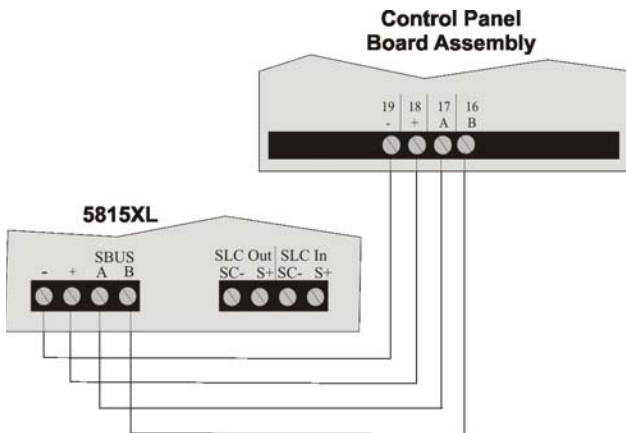 Control Panel
Board Assembly
19 18 17 16
- + A B
5815XL
SBUS
- + A B
SLC Out SLC In
SC- S+ SC- S+